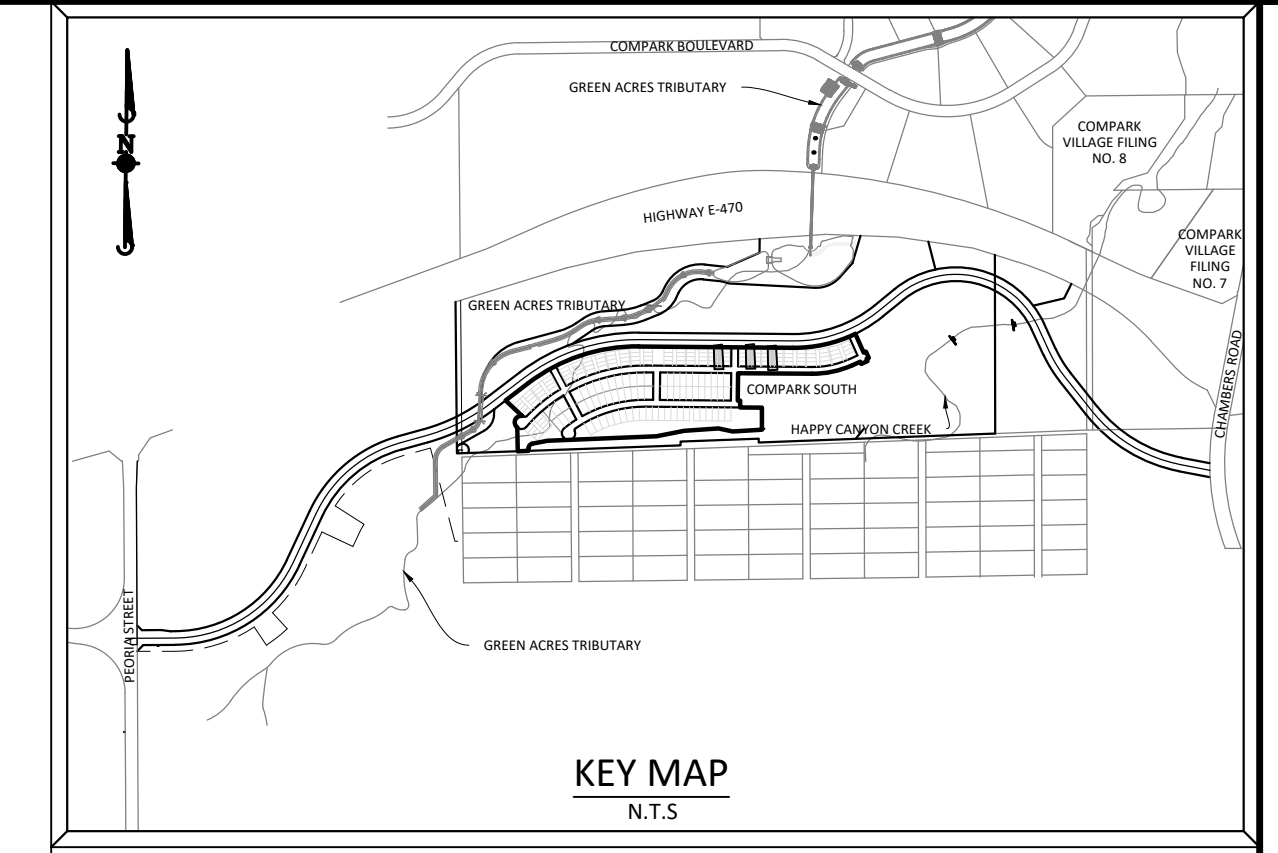 COMPARK BOULEVARD
GREEN ACRES TRIBUTARY
N
COMPARK
VILLAGE FILING
NO. 8
HIGHWAY E-470
COMPARK
VILLAGE
FILING
NO. 7
GREEN ACRES TRIBUTARY
CHAMBERS ROAD
COMPARK SOUTH
HAPPY CANYON CREEK
PEORIA STREET
GREEN ACRES TRIBUTARY
KEY MAP
N.T.S